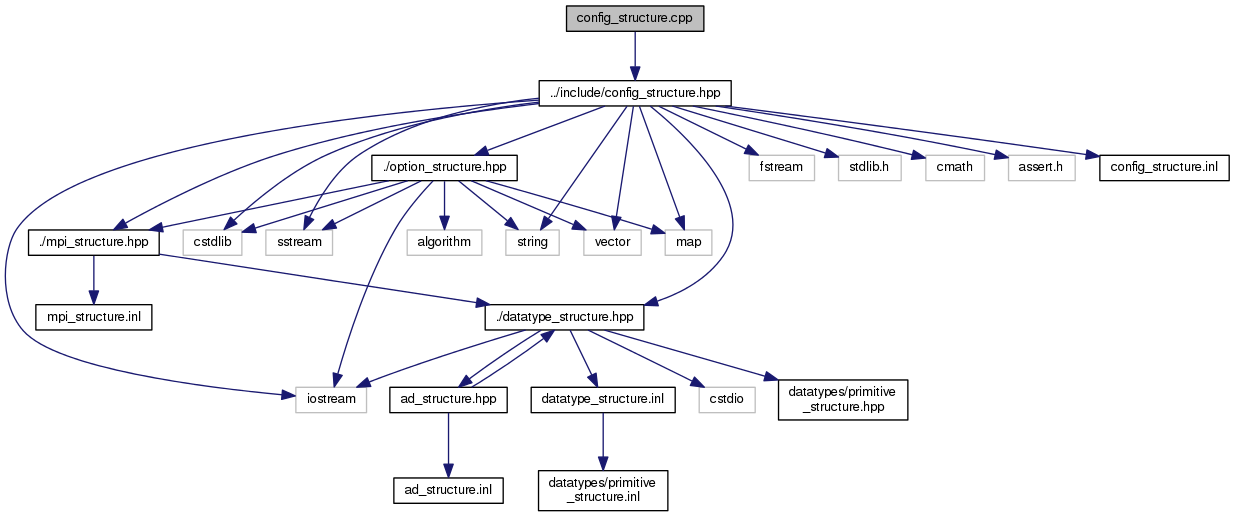 config_structure.cpp
../include/config_structure.hpp
./option_structure.hpp
fstream
stdlib.h
cmath
assert.h
config_structure.inl
./mpi_structure.hpp
cstdlib
sstream
algorithm
string
vector
map
mpi_structure.inl
./datatype_structure.hpp
iostream
ad_structure.hpp
datatype_structure.inl
cstdio
datatypes/primitive
_structure.hpp
ad_structure.inl
datatypes/primitive
_structure.inl